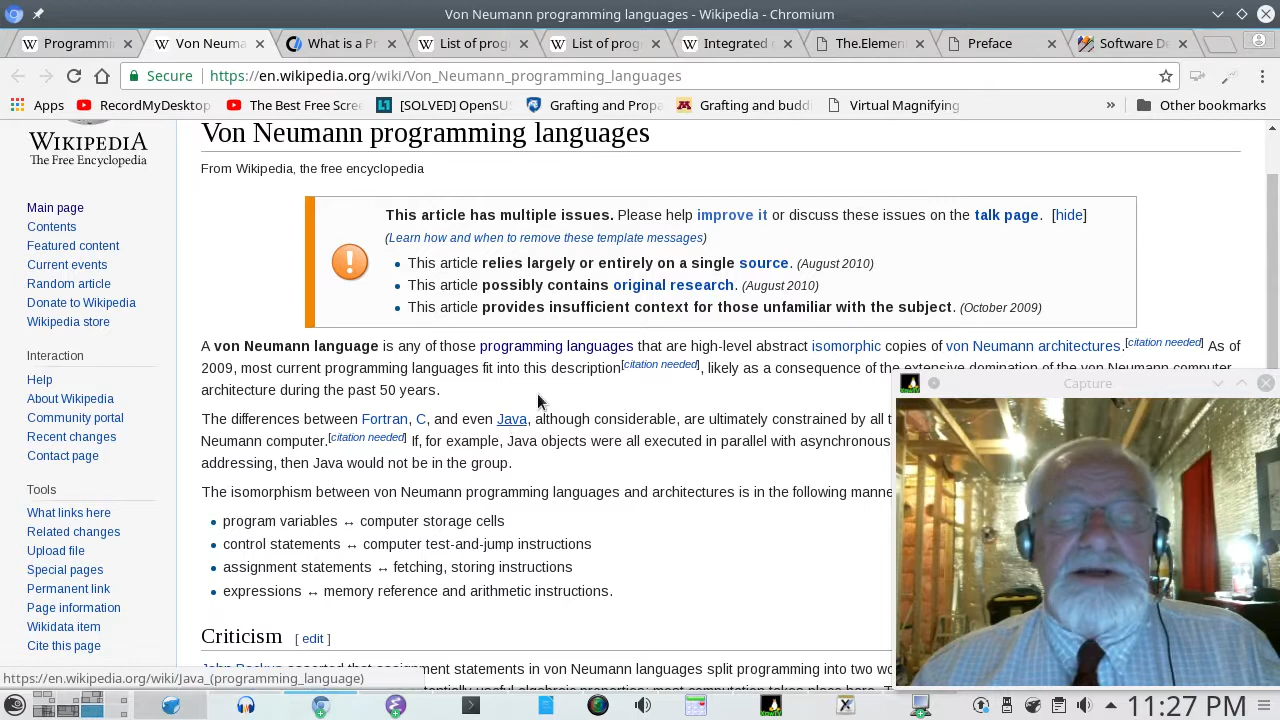 Von Neumann programming languages - Wikipedia - Chromium
Programmi
Von Neuma
What is a Pr
List of prog
List of prog
Integrated
The.Elemen
Preface
Software De
Secure
https://en.wikipedia.org/wiki/Von_Neumann_programming_languages
Apps
RecordMyDesktop
The Best Free Scre
[SOLVED] OpenSUS
Grafting and Propa
Grafting and buddi
Virtual Magnifying
»
Other bookmarks
WIKIPEDIA
The Free Encyclopedia
Main page
Contents
Featured content
Current events
Random article
Donate to Wikipedia
Wikipedia store
Interaction
Help
About Wikipedia
Community portal
Recent changes
Contact page
Tools
What links here
Related changes
Upload file
Special pages
Permanent link
Page information
Wikidata item
Cite this page
Von Neumann programming languages
From Wikipedia, the free encyclopedia
This article has multiple issues. Please help improve it or discuss these issues on the talk page. [hide]
(Learn how and when to remove these template messages)
• This article relies largely or entirely on a single source. (August 2010)
• This article possibly contains original research. (August 2010)
• This article provides insufficient context for those unfamiliar with the subject. (October 2009)
A von Neumann language is any of those programming languages that are high-level abstract isomorphic copies of von Neumann architectures.[citation needed] As of
2009, most current programming languages fit into this description[citation needed], likely as a consequence of the extensive domination of the von Neumann computer
architecture during the past 50 years.
The differences between Fortran, C, and even Java, although considerable, are ultimately constrained by all
Neumann computer.[citation needed] If, for example, Java objects were all executed in parallel with asynchronous
addressing, then Java would not be in the group.
The isomorphism between von Neumann programming languages and architectures is in the following manne
• program variables ↔ computer storage cells
• control statements ↔ computer test-and-jump instructions
• assignment statements ↔ fetching, storing instructions
• expressions ↔ memory reference and arithmetic instructions.
Criticism [ edit ]
asserted that assignment statements in von Neumann languages split programming into two
Capture
https://en.wikipedia.org/wiki/Java_(programming_language)
11:27 PM